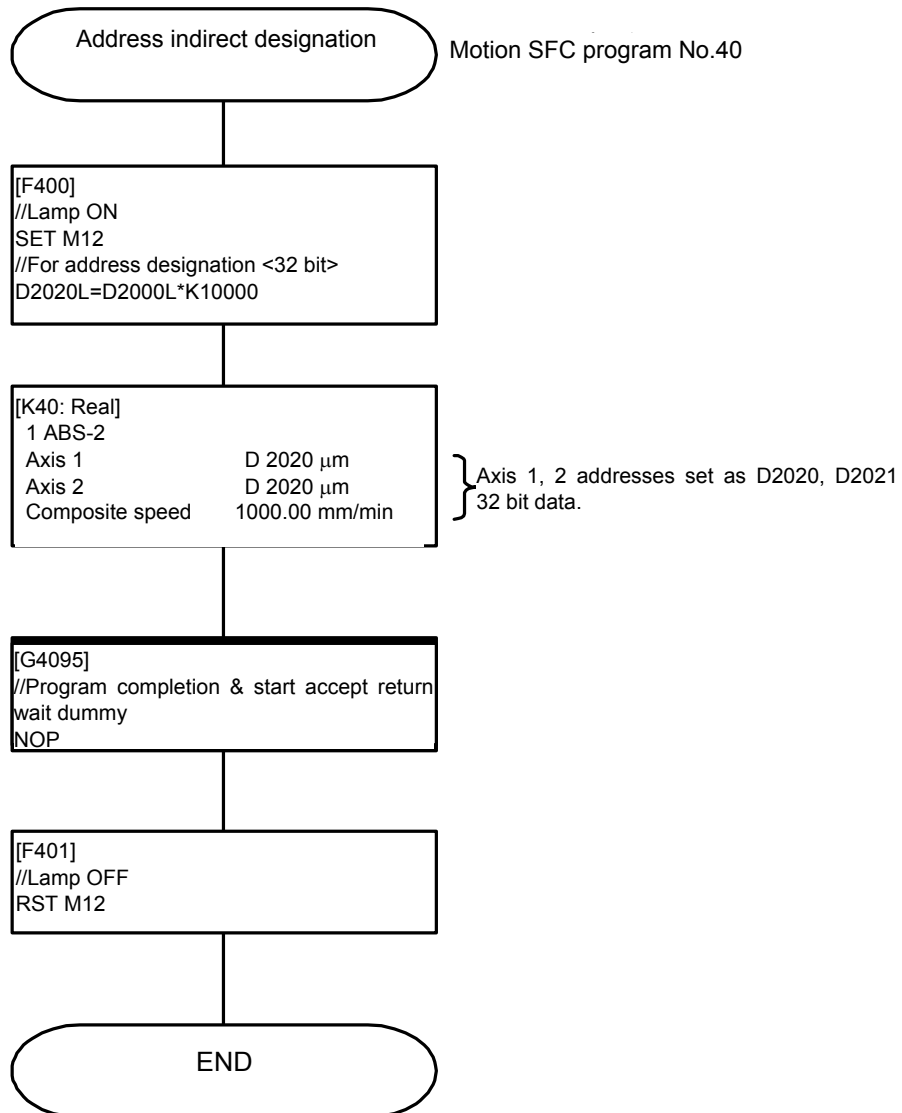 Address indirect designation
Motion SFC program No.40
[F400]
//Lamp ON
SET M12
//For address designation <32 bit>
D2020L=D2000L*K10000
[K40: Real]
1 ABS-2
Axis 1 D 2020 μm
Axis 2 D 2020 μm
Composite speed 1000.00 mm/min
Axis 1, 2 addresses set as D2020, D2021
32 bit data.
[G4095]
//Program completion & start accept return
wait dummy
NOP
[F401]
//Lamp OFF
RST M12
END